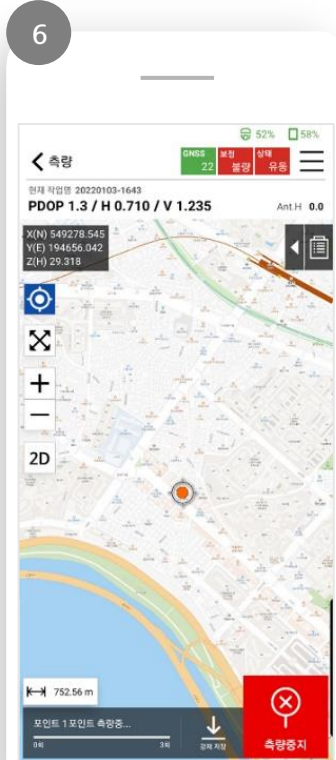 6
52% 58%
측량
GNSS 22
보정 불량
상태 유동
현재 작업명 20220103-1643
PDOP 1.3 / H 0.710 / V 1.235
Ant.H 0.0
X(N) 549278.545
Y(E) 194656.042
Z(H) 29.318
2D
752.56 m
포인트 1포인트 측량중...
0회 3회
강제 저장
측량중지